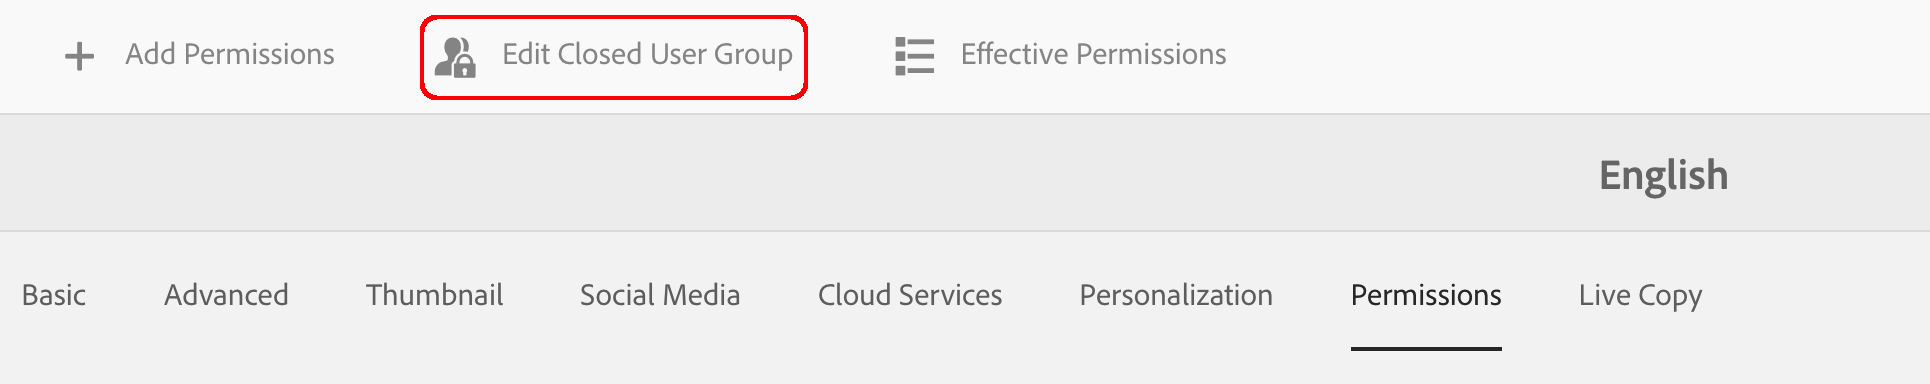 Add Permissions Edit Closed User Group Effective Permissions
English
Basic Advanced Thumbnail Social Media Cloud Services Personalization Permissions Live Copy